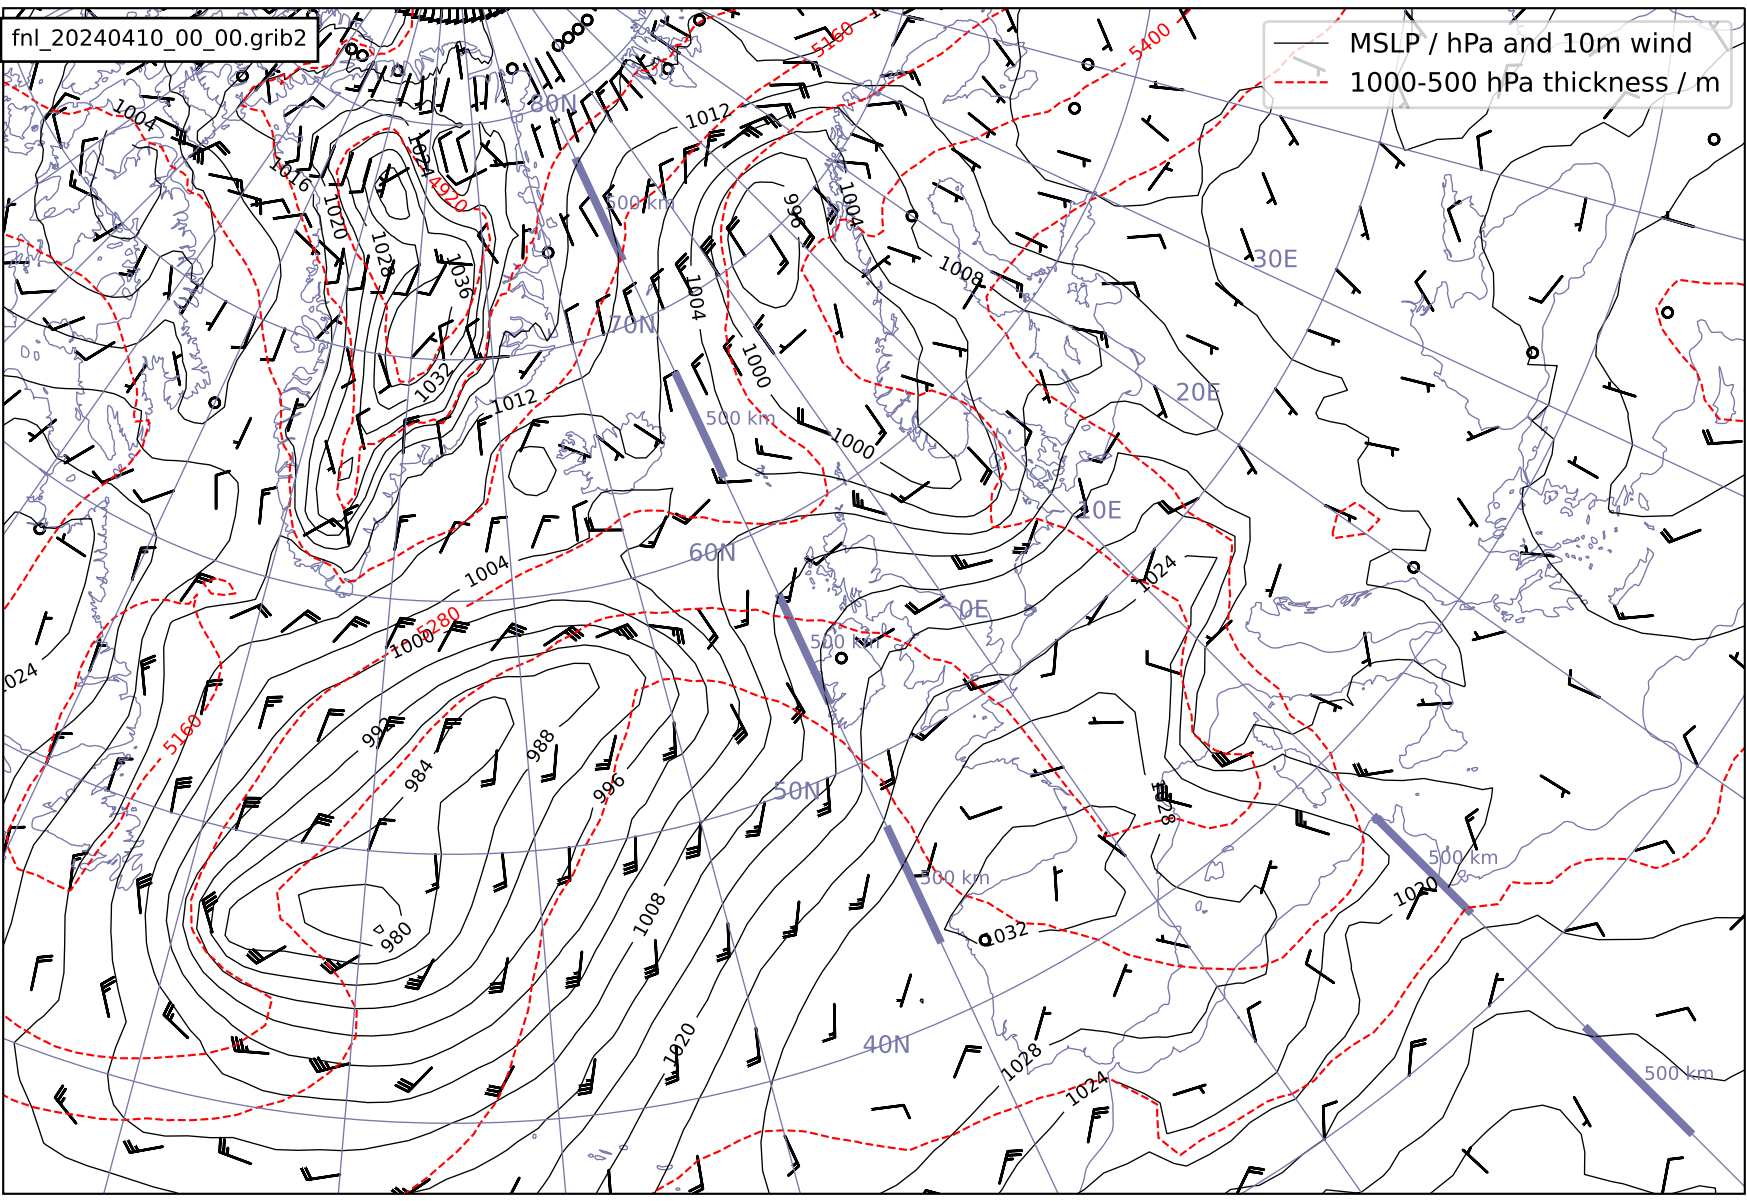 fnl_20240410_00_00.grib2
MSLP / hPa and 10m wind
1000-500 hPa thickness / m
5160
5400
80N
1004
1012
1024
1016
4920
500 km
1020
996
1004
1028
1036
1008
30E
1004
70N
1000
1032
20E
1012
500 km
1000
10E
60N
1004
1024
0E
5280
1000
500 km
1024
5160
992
988
984
996
50N
1028
500 km
500 km
1020
1008
980
1032
1020
40N
1028
1024
500 km